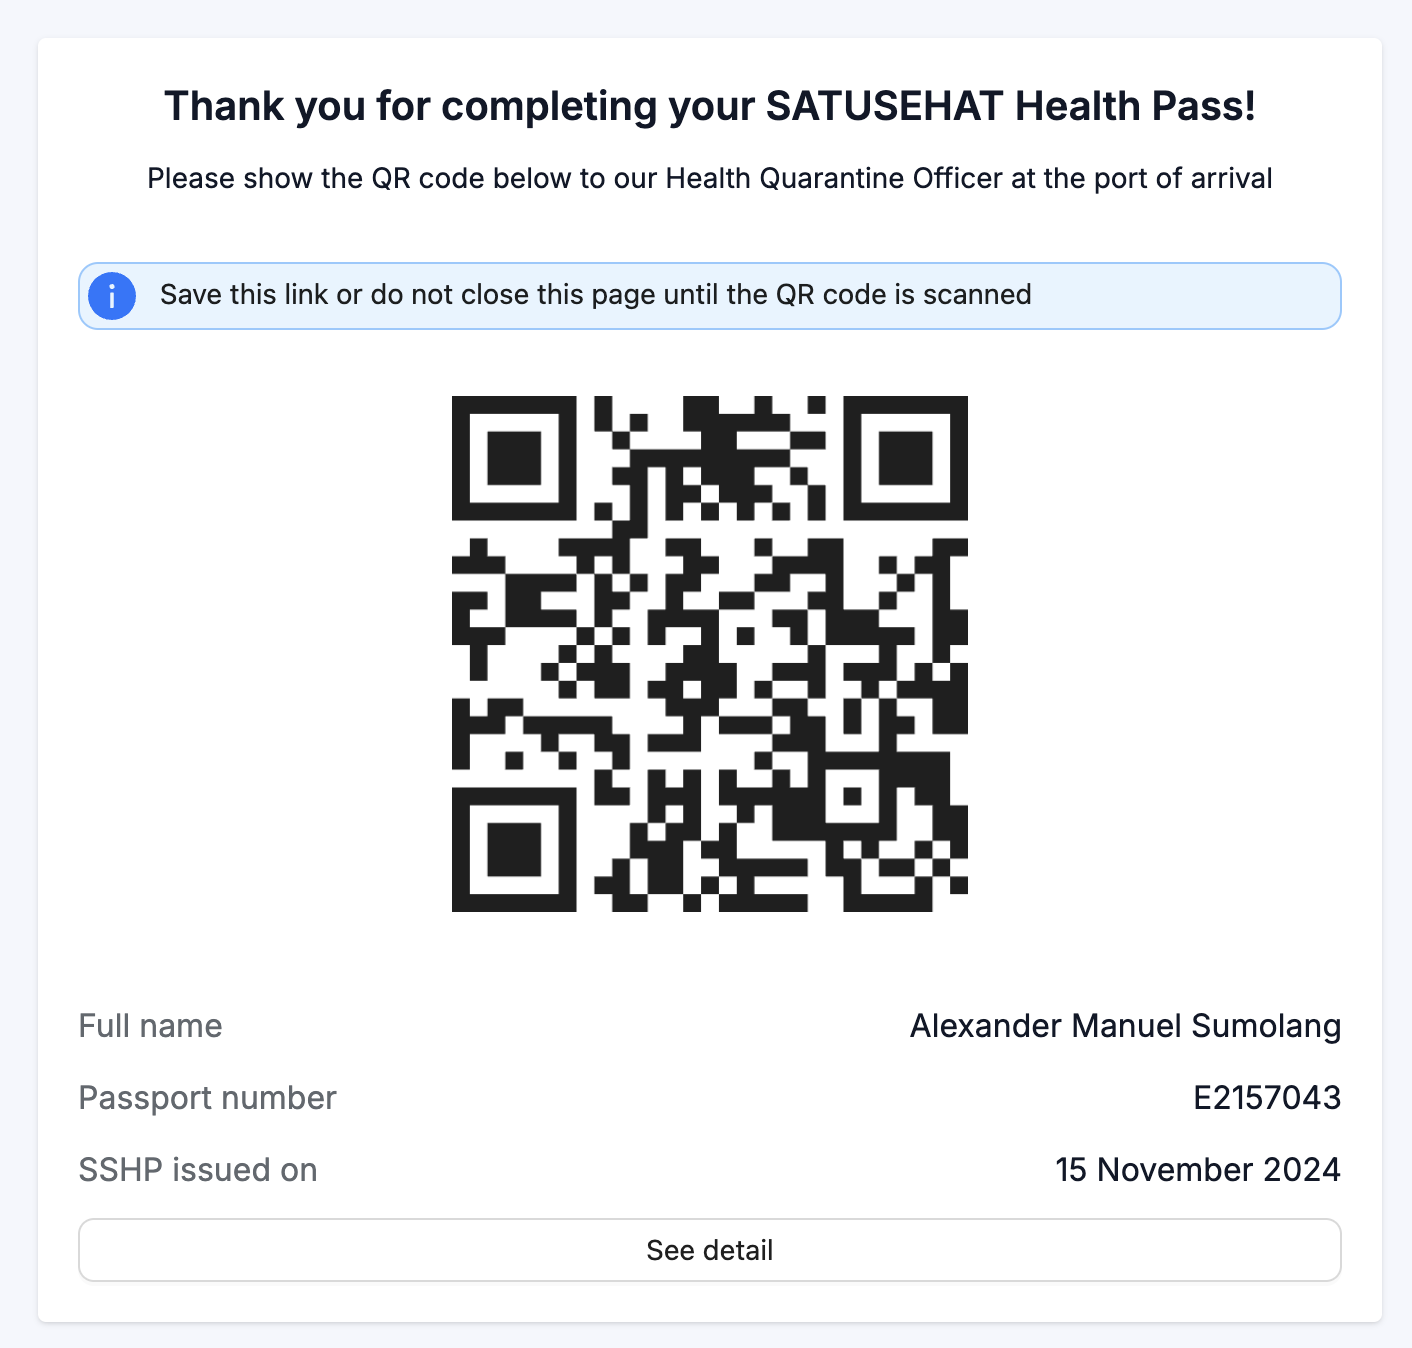 Thank you for completing your SATUSEHAT Health Pass!
Please show the QR code below to our Health Quarantine Officer at the port of arrival
Save this link or do not close this page until the QR code is scanned
Full name Alexander Manuel Sumolang
Passport number E2157043
SSHP issued on 15 November 2024
See detail